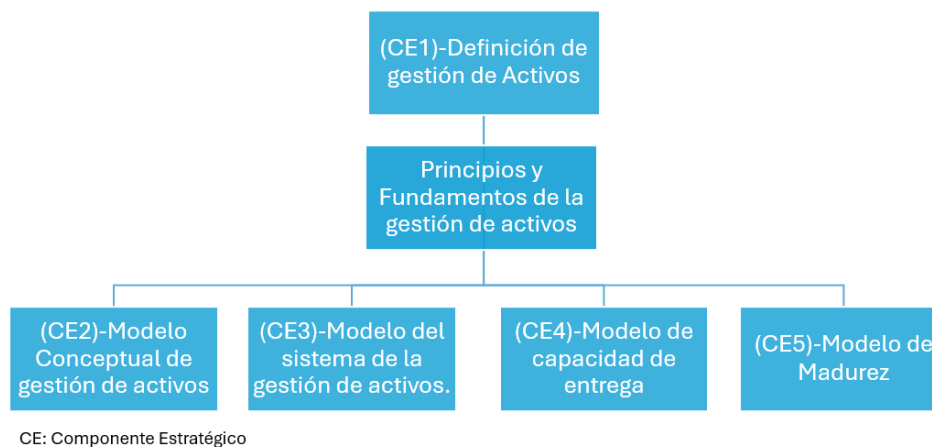 (CE1)-Definición de
gestión de Activos
Principios y
Fundamentos de la
gestión de activos
(CE2)-Modelo
Conceptual de
gestión de activos
(CE3)-Modelo del
sistema de la
gestión de activos.
(CE4)-Modelo de
capacidad de
entrega
(CE5)-Modelo de
Madurez
CE: Componente Estratégico